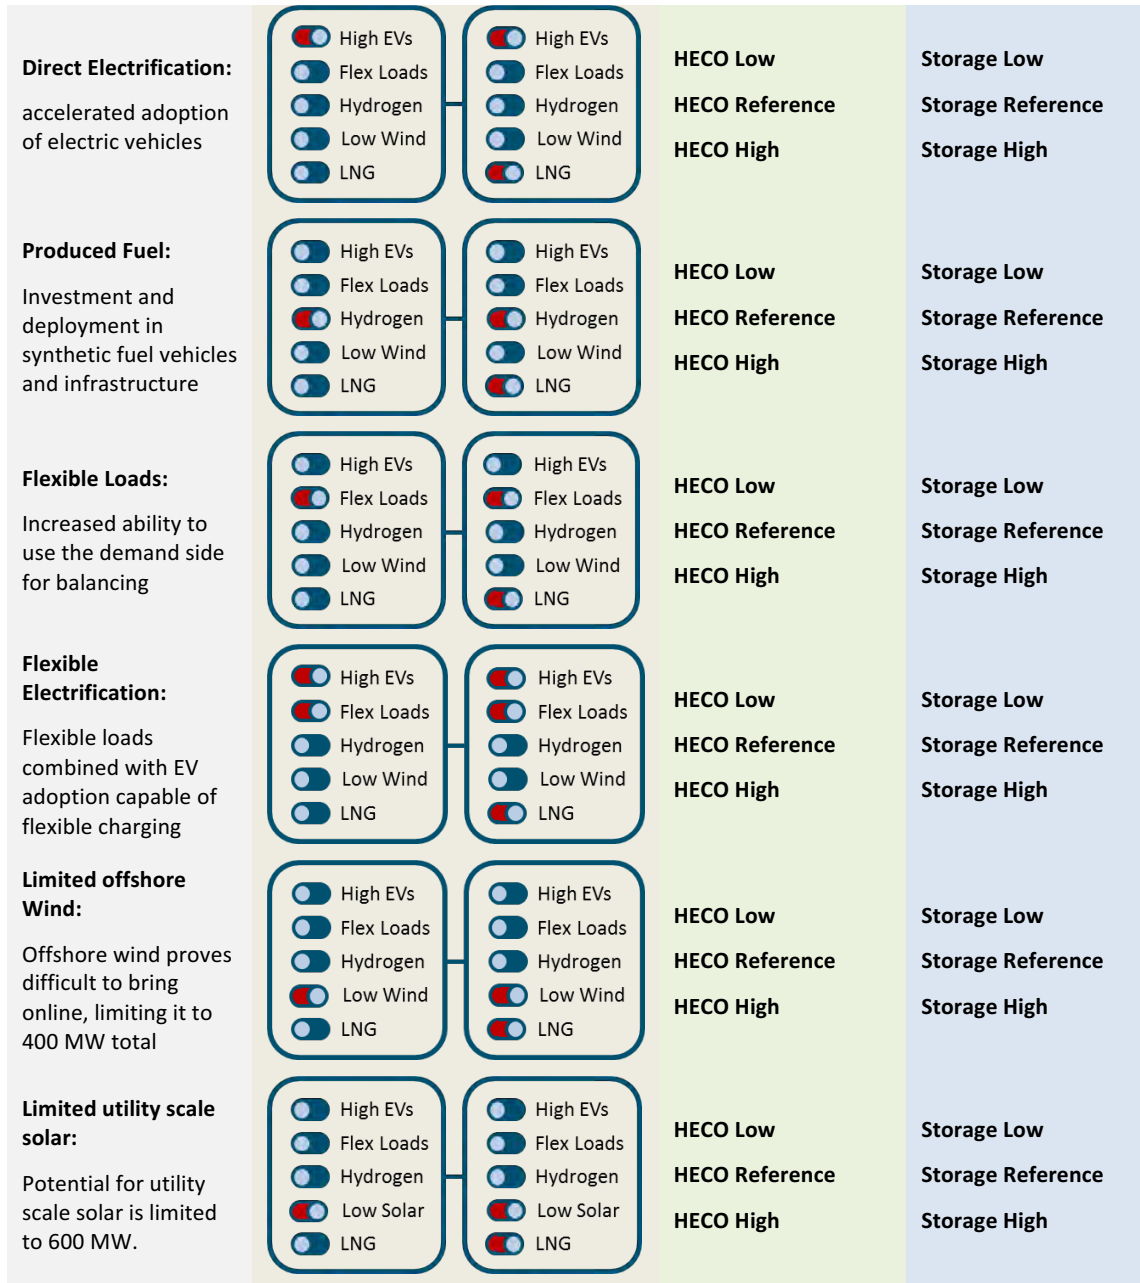 Direct Electrification:
accelerated adoption
of electric vehicles
High EVs
Flex Loads
Hydrogen
Low Wind
LNG
High EVs
Flex Loads
Hydrogen
Low Wind
LNG
HECO Low
HECO Reference
HECO High
Storage Low
Storage Reference
Storage High
Produced Fuel:
Investment and
deployment in
synthetic fuel vehicles
and infrastructure
High EVs
Flex Loads
Hydrogen
Low Wind
LNG
High EVs
Flex Loads
Hydrogen
Low Wind
LNG
HECO Low
HECO Reference
HECO High
Storage Low
Storage Reference
Storage High
Flexible Loads:
Increased ability to
use the demand side
for balancing
High EVs
Flex Loads
Hydrogen
Low Wind
LNG
High EVs
Flex Loads
Hydrogen
Low Wind
LNG
HECO Low
HECO Reference
HECO High
Storage Low
Storage Reference
Storage High
Flexible
Electrification:
Flexible loads
combined with EV
adoption capable of
flexible charging
High EVs
Flex Loads
Hydrogen
Low Wind
LNG
High EVs
Flex Loads
Hydrogen
Low Wind
LNG
HECO Low
HECO Reference
HECO High
Storage Low
Storage Reference
Storage High
Limited offshore
Wind:
Offshore wind proves
difficult to bring
online, limiting it to
400 MW total
High EVs
Flex Loads
Hydrogen
Low Wind
LNG
High EVs
Flex Loads
Hydrogen
Low Wind
LNG
HECO Low
HECO Reference
HECO High
Storage Low
Storage Reference
Storage High
Limited utility scale
solar:
Potential for utility
scale solar is limited
to 600 MW.
High EVs
Flex Loads
Hydrogen
Low Solar
LNG
High EVs
Flex Loads
Hydrogen
Low Solar
LNG
HECO Low
HECO Reference
HECO High
Storage Low
Storage Reference
Storage High